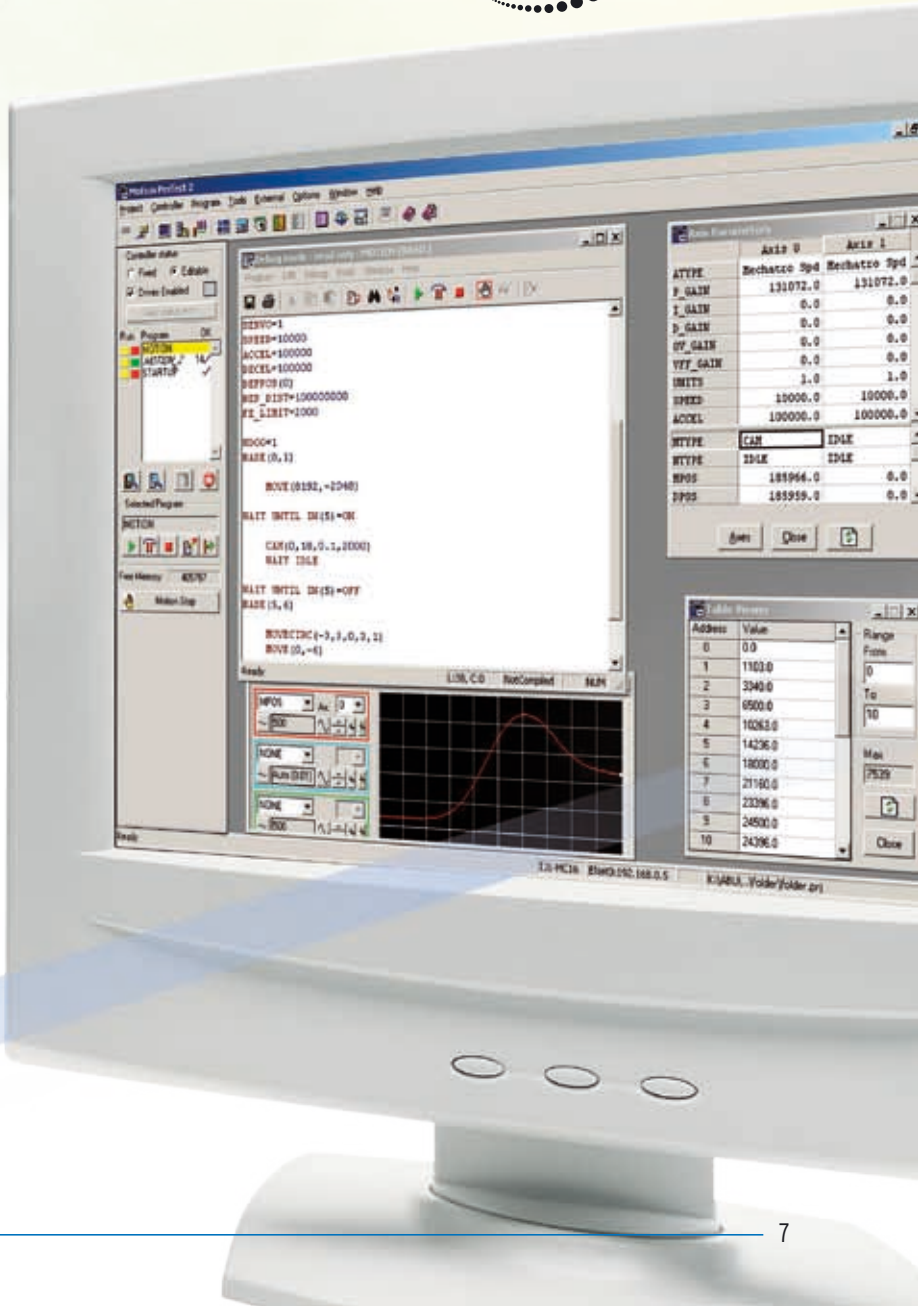 Motion Perfect 2
Project Controller Program Tools External Options Window Help
Controller status
Fixed Editable
Drives Enabled
Run Program OK
MOTION
STARTUP
Selected Program
MOTION
Free Memory
Motion Stop
Ready
SERVO=1
SPEED=10000
ACCEL=100000
DECEL=100000
DEFPOS(0)
REP_DIST=100000000
FE_LIMIT=2000
WDOG=1
BASE(0,1)
MOVE(8192,-2048)
WAIT UNTIL IN(5)=ON
CAM(0,18,0.1,2000)
WAIT IDLE
WAIT UNTIL IN(5)=OFF
BASE(5,6)
MOVECIRC(-3,3,0,3,1)
MOVE(0,-6)
Ready NotCompiled NUM
MPOS Ax: 0
500
NONE
NONE
500
Axis Parameters
Axis 0 Axis 1
ATYPE Mechatro Spd Mechatro Spd
P_GAIN 131072.0 131072.0
I_GAIN 0.0 0.0
D_GAIN 0.0 0.0
OV_GAIN 0.0 0.0
VFF_GAIN 0.0 0.0
UNITS 1.0 1.0
SPEED 10000.0 10000.0
ACCEL 100000.0 100000.0
MTYPE CAM IDLE
NTYPE IDLE IDLE
MPOS 185966.0 0.0
DPOS 185959.0 0.0
Axes Close
Table Viewer
Address Value
0 0.0
1 1103.0
2 3340.0
3 6500.0
4 10263.0
5 14236.0
6 18000.0
7 21160.0
8 23396.0
9 24500.0
10 24396.0
Range
From
0
To
10
Max
7539
Close
7